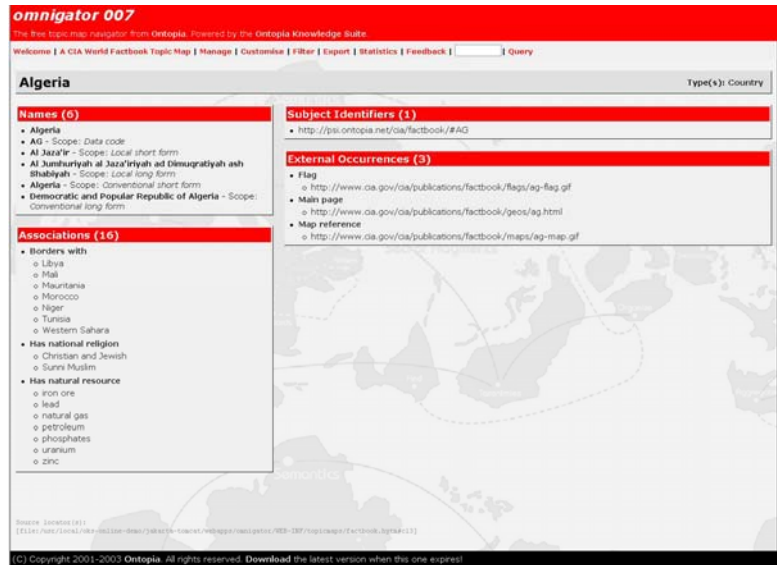 omnigator 007
The free topic map navigator from Ontopia. Powered by the Ontopia Knowledge Suite.
Welcome | A CIA World Factbook Topic Map | Manage | Customise | Filter | Export | Statistics | Feedback | | Query
Algeria
Type(s): Country
Names (6)
• Algeria
• AG - Scope: Data code
• Al Jaza'ir - Scope: Local short form
• Al Jumhuriyah al Jaza'iriyah ad Dimuqratiyah ash
Shabiyah - Scope: Local long form
• Algeria - Scope: Conventional short form
• Democratic and Popular Republic of Algeria - Scope:
Conventional long form
Associations (16)
• Borders with
o Libya
o Mali
o Mauritania
o Morocco
o Niger
o Tunisia
o Western Sahara
• Has national religion
o Christian and Jewish
o Sunni Muslim
• Has natural resource
o iron ore
o lead
o natural gas
o petroleum
o phosphates
o uranium
o zinc
Subject Identifiers (1)
• http://psi.ontopia.net/cia/factbook/#AG
External Occurrences (3)
• Flag
o http://www.cia.gov/cia/publications/factbook/flags/ag-flag.gif
• Main page
o http://www.cia.gov/cia/publications/factbook/geos/ag.html
• Map reference
o http://www.cia.gov/cia/publications/factbook/maps/ag-map.gif
Semantics
Source locator(s):
(C) Copyright 2001-2003 Ontopia. All rights reserved. Download the latest version when this one expires!